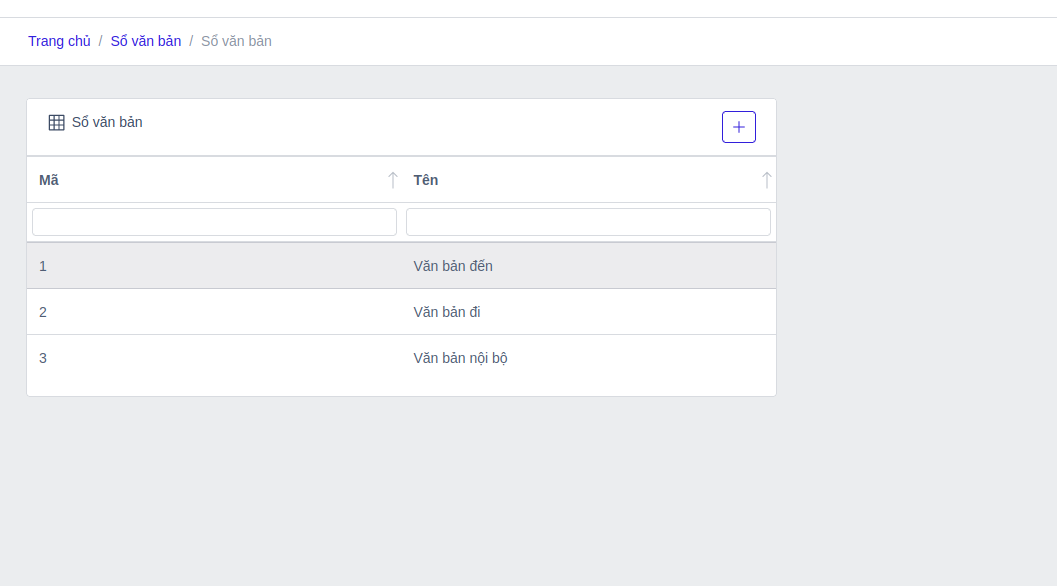 Trang chủ / Sổ văn bản / Sổ văn bản
Sổ văn bản
Mã Tên
1 Văn bản đến
2 Văn bản đi
3 Văn bản nội bộ